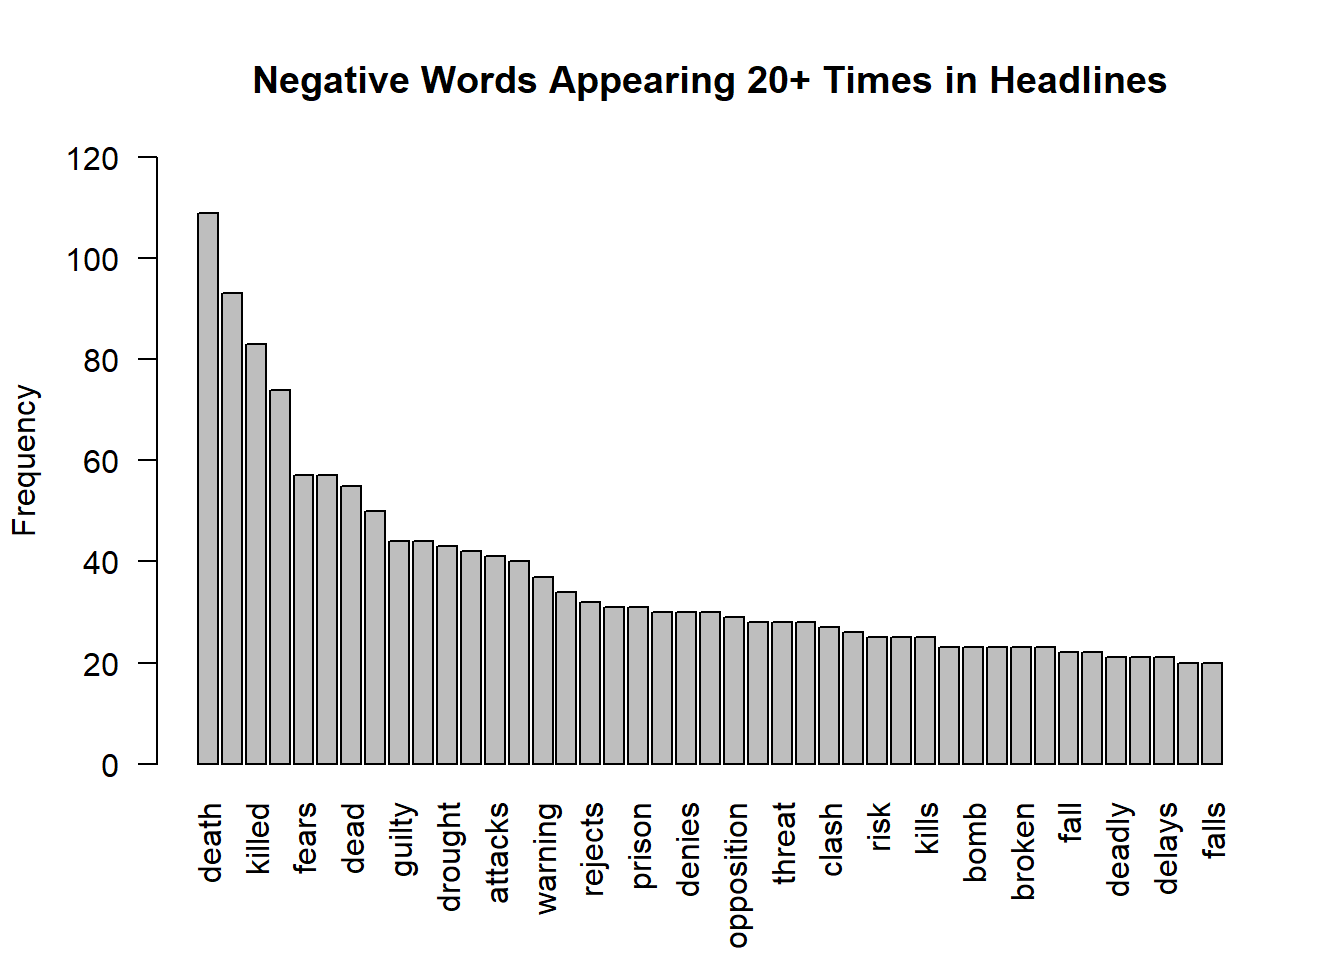 Negative Words Appearing 20+ Times in Headlines
Frequency
120
100
80
60
40
20
0
death
killed
fears
dead
guilty
drought
attacks
warning
rejects
prison
denies
opposition
threat
clash
risk
kills
bomb
broken
fall
deadly
delays
falls